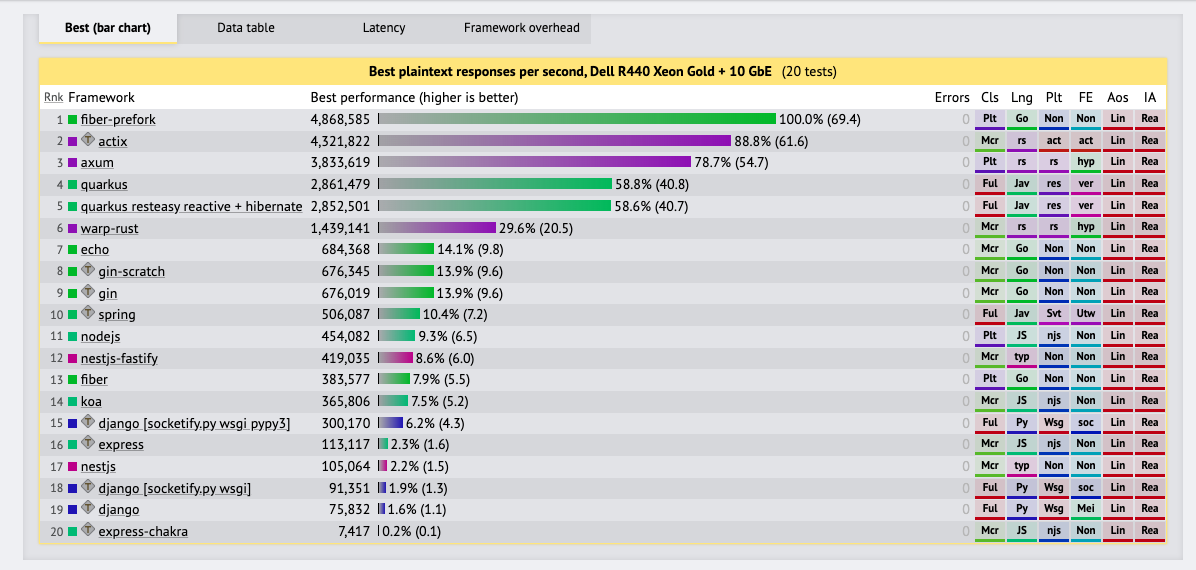 Best (bar chart) Data table Latency Framework overhead
Best plaintext responses per second, Dell R440 Xeon Gold + 10 GbE (20 tests)
Rnk Framework Best performance (higher is better) Errors Cls Lng Plt FE Aos IA
1 fiber-prefork 4,868,585 100.0% (69.4) 0 Plt Go Non Non Lin Rea
2 T actix 4,321,822 88.8% (61.6) 0 Mcr rs act act Lin Rea
3 axum 3,833,619 78.7% (54.7) 0 Plt rs rs hyp Lin Rea
4 quarkus 2,861,479 58.8% (40.8) 0 Ful Jav res ver Lin Rea
5 quarkus resteasy reactive + hibernate 2,852,501 58.6% (40.7) 0 Ful Jav res ver Lin Rea
6 warp-rust 1,439,141 29.6% (20.5) 0 Mcr rs rs hyp Lin Rea
7 echo 684,368 14.1% (9.8) 0 Mcr Go Non Non Lin Rea
8 T gin-scratch 676,345 13.9% (9.6) 0 Mcr Go Non Non Lin Rea
9 T gin 676,019 13.9% (9.6) 0 Mcr Go Non Non Lin Rea
10 T spring 506,087 10.4% (7.2) 0 Ful Jav Svt Utw Lin Rea
11 nodejs 454,082 9.3% (6.5) 0 Plt JS njs Non Lin Rea
12 nestjs-fastify 419,035 8.6% (6.0) 0 Mcr typ Non Non Lin Rea
13 fiber 383,577 7.9% (5.5) 0 Plt Go Non Non Lin Rea
14 koa 365,806 7.5% (5.2) 0 Mcr JS njs Non Lin Rea
15 T django [socketify.py wsgi pypy3] 300,170 6.2% (4.3) 0 Ful Py Wsg soc Lin Rea
16 T express 113,117 2.3% (1.6) 0 Mcr JS njs Non Lin Rea
17 nestjs 105,064 2.2% (1.5) 0 Mcr typ Non Non Lin Rea
18 T django [socketify.py wsgi] 91,351 1.9% (1.3) 0 Ful Py Wsg soc Lin Rea
19 T django 75,832 1.6% (1.1) 0 Ful Py Wsg Mei Lin Rea
20 T express-chakra 7,417 0.2% (0.1) 0 Mcr JS njs Non Lin Rea